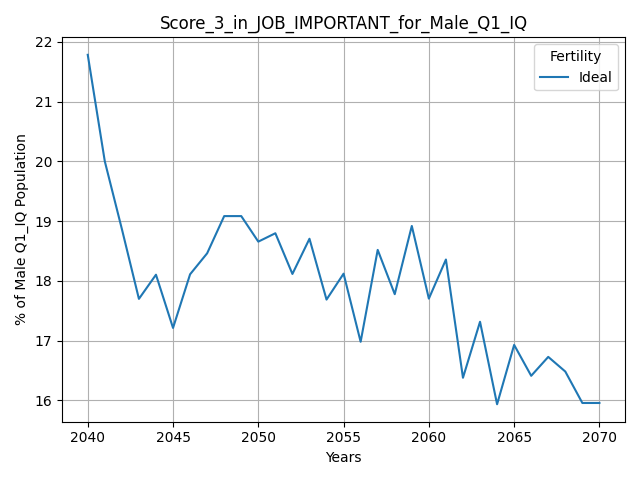 Score_3_in_JOB_IMPORTANT_for_Male_Q1_IQ
Fertility
Ideal
% of Male Q1_IQ Population
22
21
20
19
18
17
16
2040 2045 2050 2055 2060 2065 2070
Years